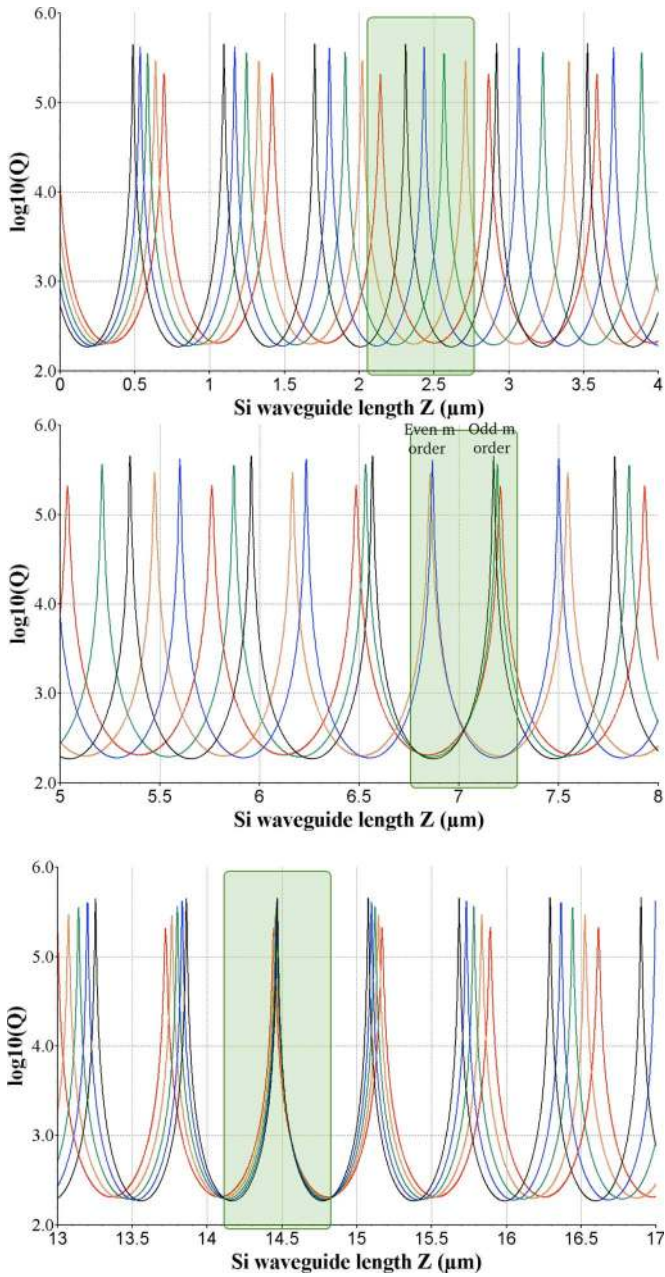 6.0
5.0
4.0
3.0
2.0
log10(Q)
0 0.5 1 1.5 2 2.5 3 3.5 4
Si waveguide length Z (μm)
6.0
5.0
4.0
3.0
2.0
log10(Q)
Even m Odd m
order order
5 5.5 6 6.5 7 7.5 8
Si waveguide length Z (μm)
6.0
5.0
4.0
3.0
2.0
log10(Q)
13 13.5 14 14.5 15 15.5 16 16.5 17
Si waveguide length Z (μm)